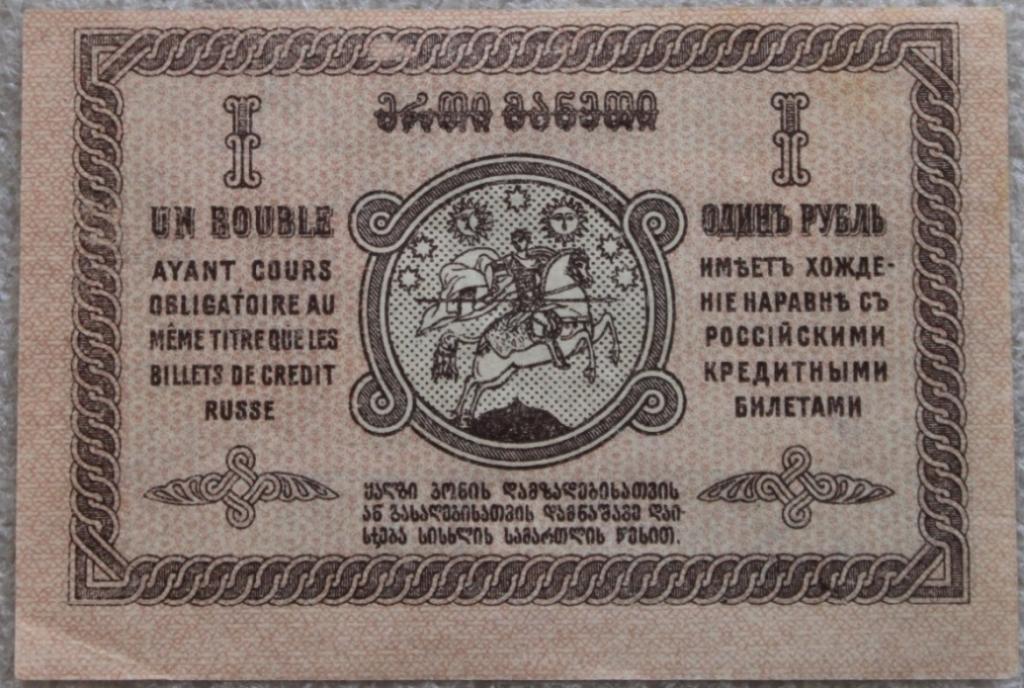 ერთი მანეთი
I
I
UN ROUBLE
AYANT COURS
OBLIGATOIRE AU
MÊME TITRE QUE LES
BILLETS DE CREDIT
RUSSE
ОДИНЪ РУБЛЬ
ИМѢЕТЪ ХОЖДЕ-
НІЕ НАРАВНѢ СЪ
РОССІЙСКИМИ
КРЕДИТНЫМИ
БИЛЕТАМИ
ყალბი ბონის დამზადებისათვის
ან გასაღებისათვის დამნაშავე დაი-
სჯება სისხლის სამართლის წესით.